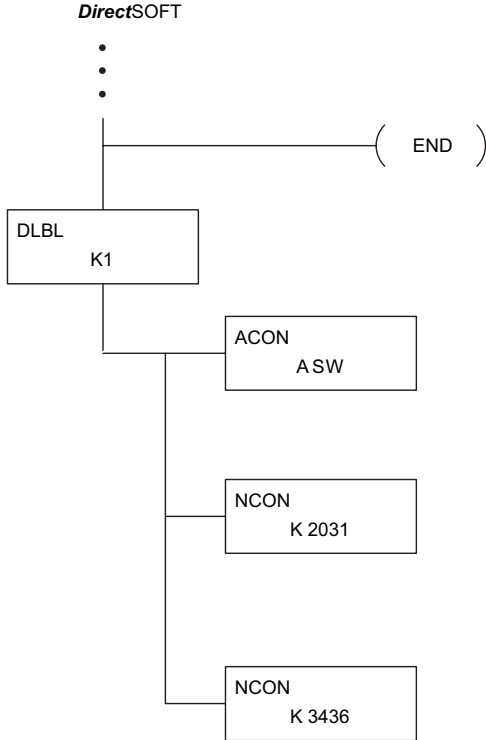 DirectSOFT
END
DLBL
K1
ACON
A SW
NCON
K 2031
NCON
K 3436